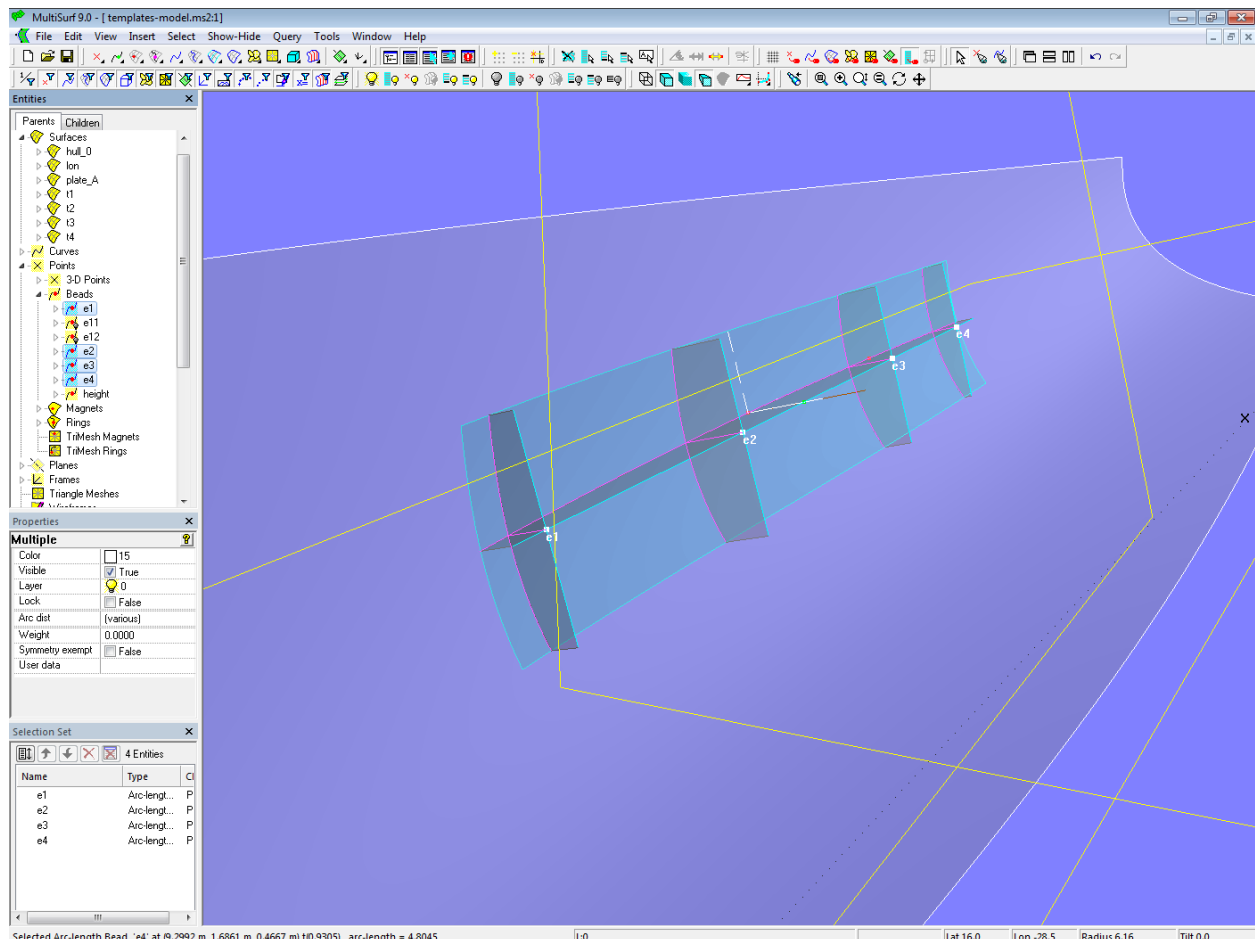 MultiSurf 9.0 - [ templates-model.ms2:1]
File Edit View Insert Select Show-Hide Query Tools Window Help
Entities
Parents Children
Surfaces
hull_0
lon
plate_A
t1
t2
t3
t4
Curves
Points
3-D Points
Beads
e1
e11
e12
e2
e3
e4
height
Magnets
Rings
TriMesh Magnets
TriMesh Rings
Planes
Frames
Triangle Meshes
Properties
Multiple
Color 15
Visible True
Layer 0
Lock False
Arc dist (various)
Weight 0.0000
Symmetry exempt False
User data
Selection Set
4 Entities
Name Type Cl
e1 Arc-lengt... P
e2 Arc-lengt... P
e3 Arc-lengt... P
e4 Arc-lengt... P
e4
e3
X
e2
e1
Selected Arc-length Bead 'e4' at (9.2992 m, 1.6861 m, 0.4667 m) t(0.9305) arc-length = 4.8045 Lat 16.0 Lon -28.5 Radius 6.16 Tilt 0.0